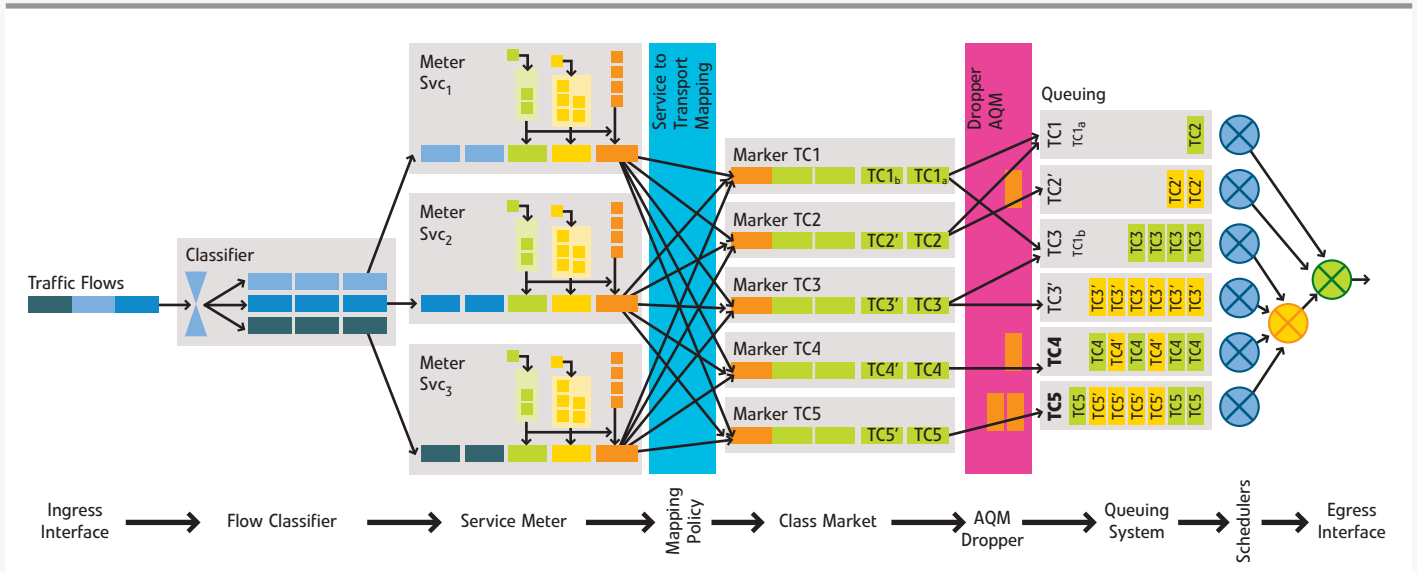 Traffic Flows
Classifier
Meter
Svc1
Meter
Svc2
Meter
Svc3
Service to
Transport
Mapping
Marker TC1
TC1b TC1a
Marker TC2
TC2' TC2
Marker TC3
TC3' TC3
Marker TC4
TC4' TC4
Marker TC5
TC5' TC5
Dropper
AQM
Queuing
TC1 TC1a TC2
TC2' TC2' TC2'
TC3 TC1b TC3 TC3 TC3 TC3
TC3' TC3' TC3' TC3' TC3' TC3' TC3'
TC4 TC4 TC4' TC4 TC4' TC4 TC4
TC5 TC5 TC5' TC5' TC5' TC5' TC5 TC5
Ingress
Interface
Flow Classifier
Service Meter
Mapping
Policy
Class Market
AQM
Dropper
Queuing
System
Schedulers
Egress
Interface